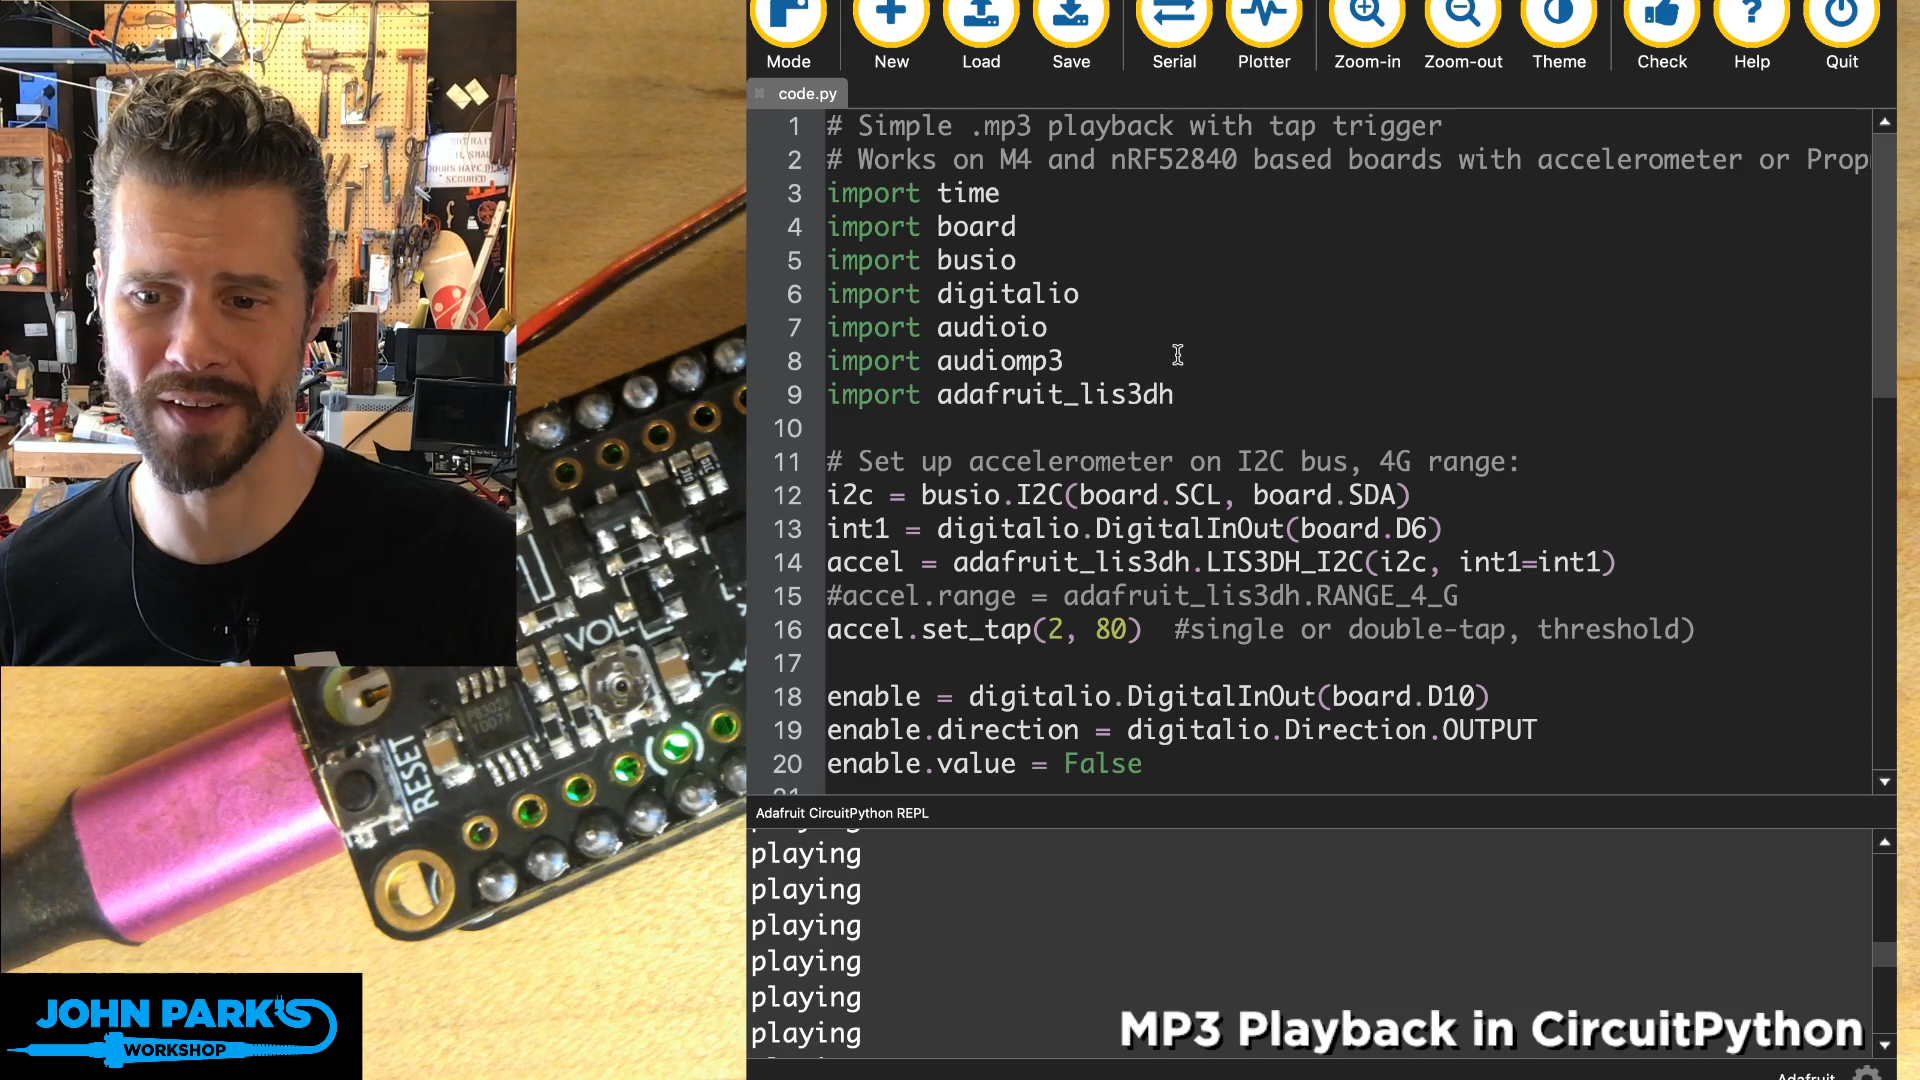 Mode
New
Load
Save
Serial
Plotter
Zoom-in
Zoom-out
Theme
Check
Help
Quit
code.py
1 # Simple .mp3 playback with tap trigger
2 # Works on M4 and nRF52840 based boards with accelerometer or Prop
3 import time
4 import board
5 import busio
6 import digitalio
7 import audioio
8 import audiomp3
9 import adafruit_lis3dh
10
11 # Set up accelerometer on I2C bus, 4G range:
12 i2c = busio.I2C(board.SCL, board.SDA)
13 int1 = digitalio.DigitalInOut(board.D6)
14 accel = adafruit_lis3dh.LIS3DH_I2C(i2c, int1=int1)
15 #accel.range = adafruit_lis3dh.RANGE_4_G
16 accel.set_tap(2, 80) #single or double-tap, threshold)
17
18 enable = digitalio.DigitalInOut(board.D10)
19 enable.direction = digitalio.Direction.OUTPUT
20 enable.value = False
Adafruit CircuitPython REPL
playing
playing
playing
playing
playing
playing
MP3 Playback in CircuitPython
VOL
RESET
JOHN PARK'S
WORKSHOP